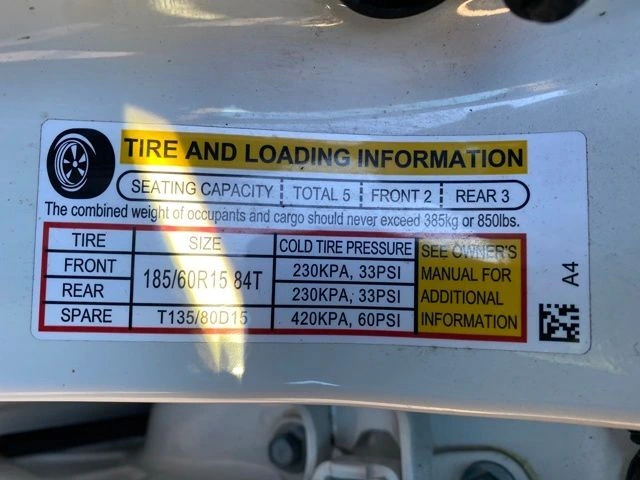 TIRE AND LOADING INFORMATION
SEATING CAPACITY TOTAL 5 FRONT 2 REAR 3
The combined weight of occupants and cargo should never exceed 385kg or 850lbs.
TIRE SIZE COLD TIRE PRESSURE SEE OWNER'S
FRONT 185/60R15 84T 230KPA, 33PSI MANUAL FOR
REAR 230KPA, 33PSI ADDITIONAL
SPARE T135/80D15 420KPA, 60PSI INFORMATION
A4